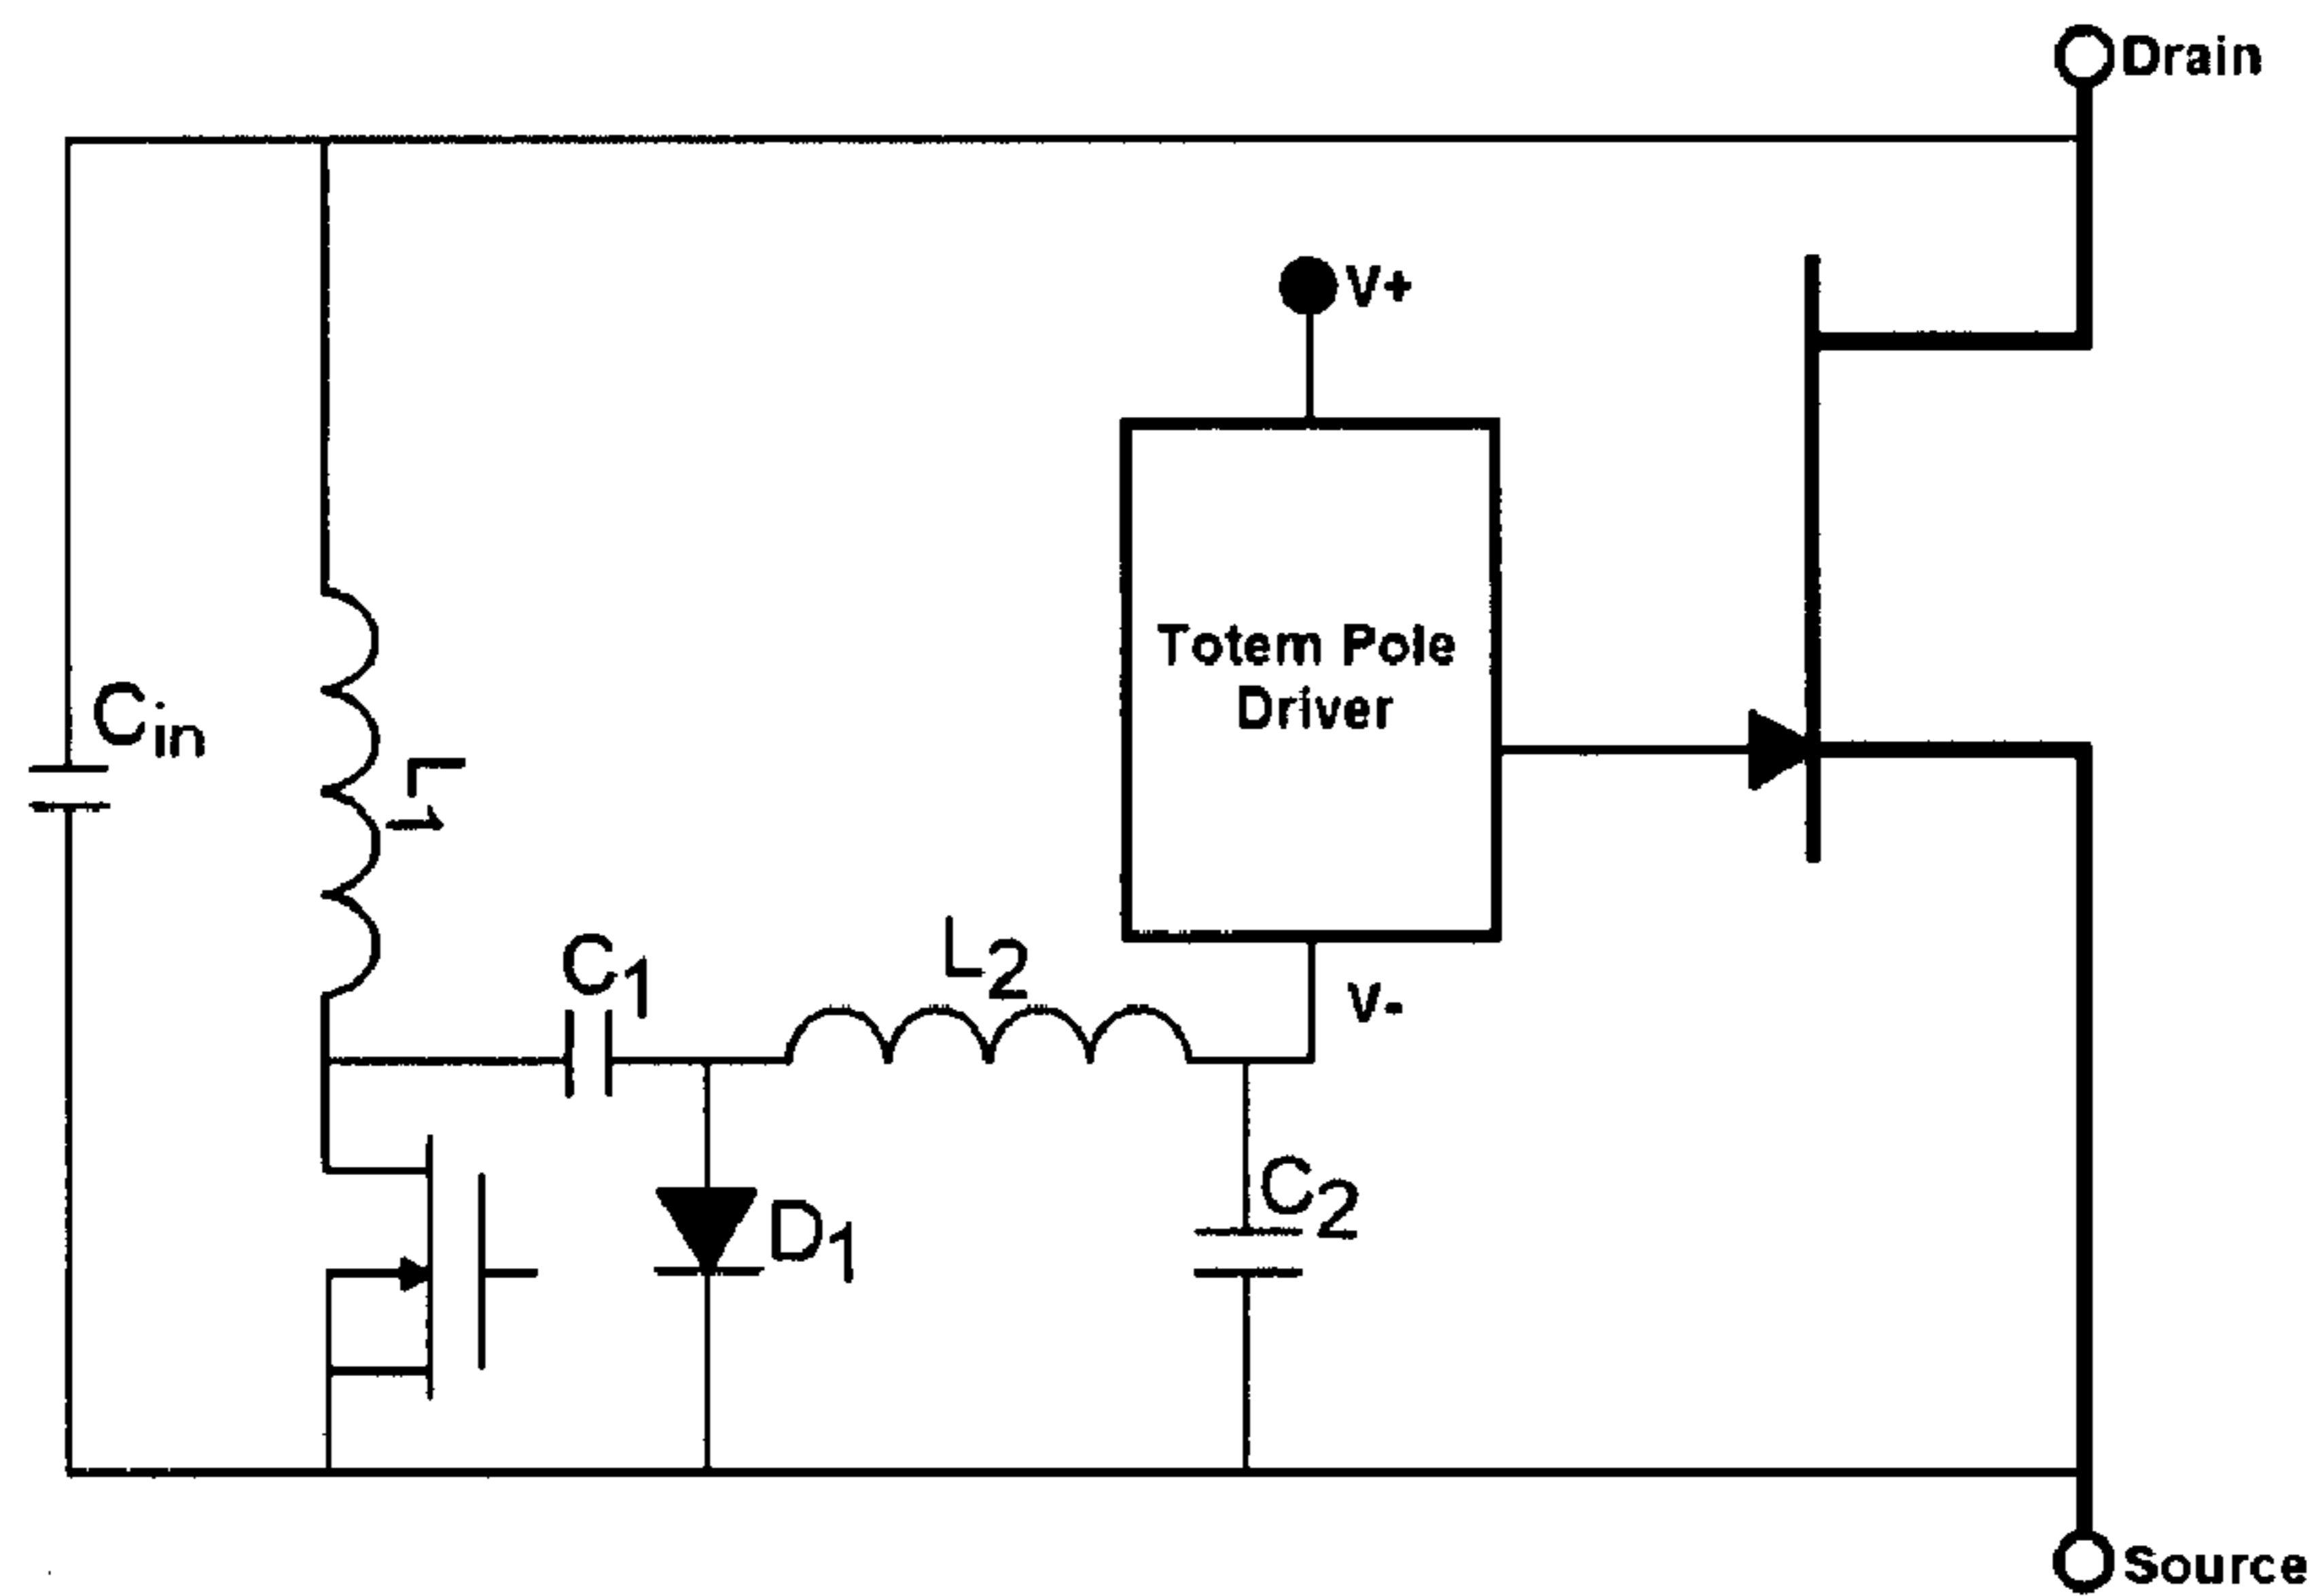 Drain
V+
Totem Pole
Driver
Cin
L1
C1
L2
V-
C2
D1
Source